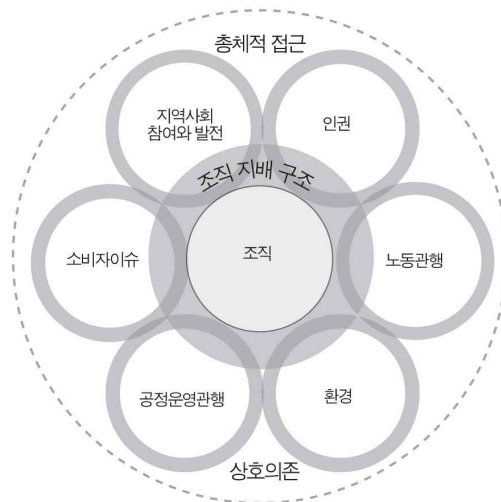 총체적 접근
지역사회
참여와 발전
인권
조직 지배 구조
소비자이슈
조직
노동관행
공정운영관행
환경
상호의존